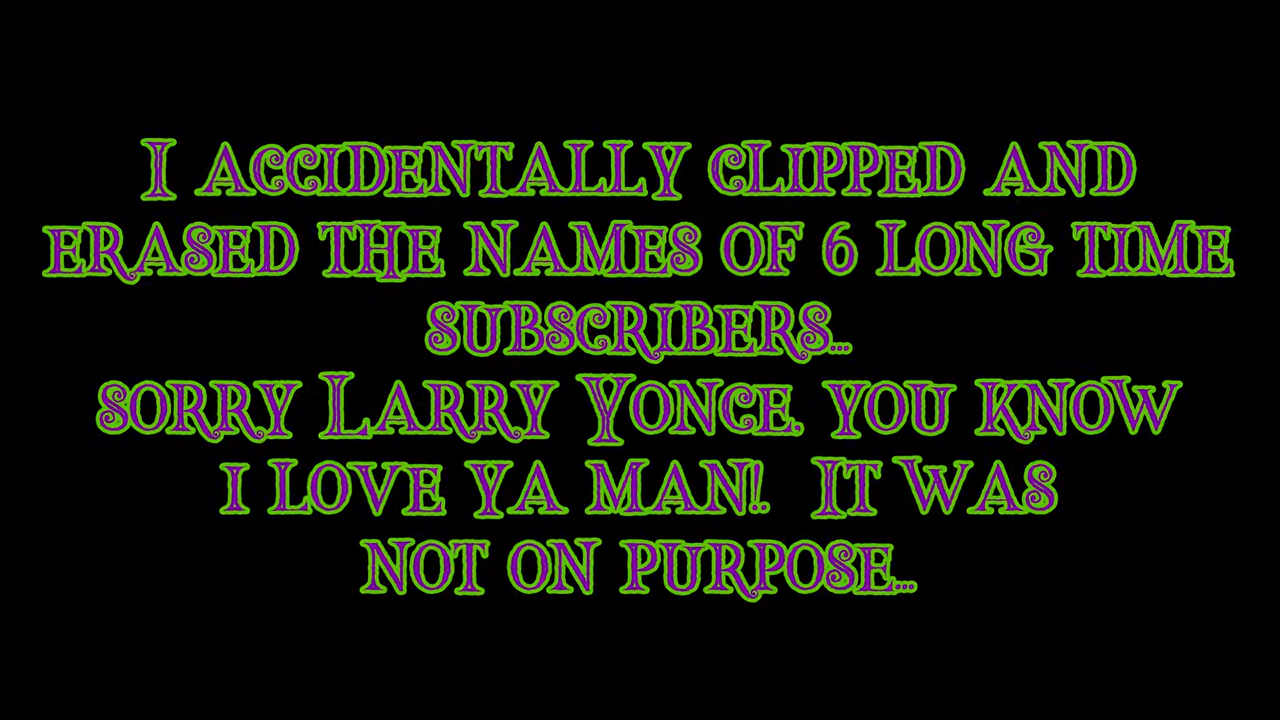 I accidentally clipped and
erased the names of 6 long time
subscribers...
sorry Larry Yonce, you know
i love ya man!. It was
not on purpose...